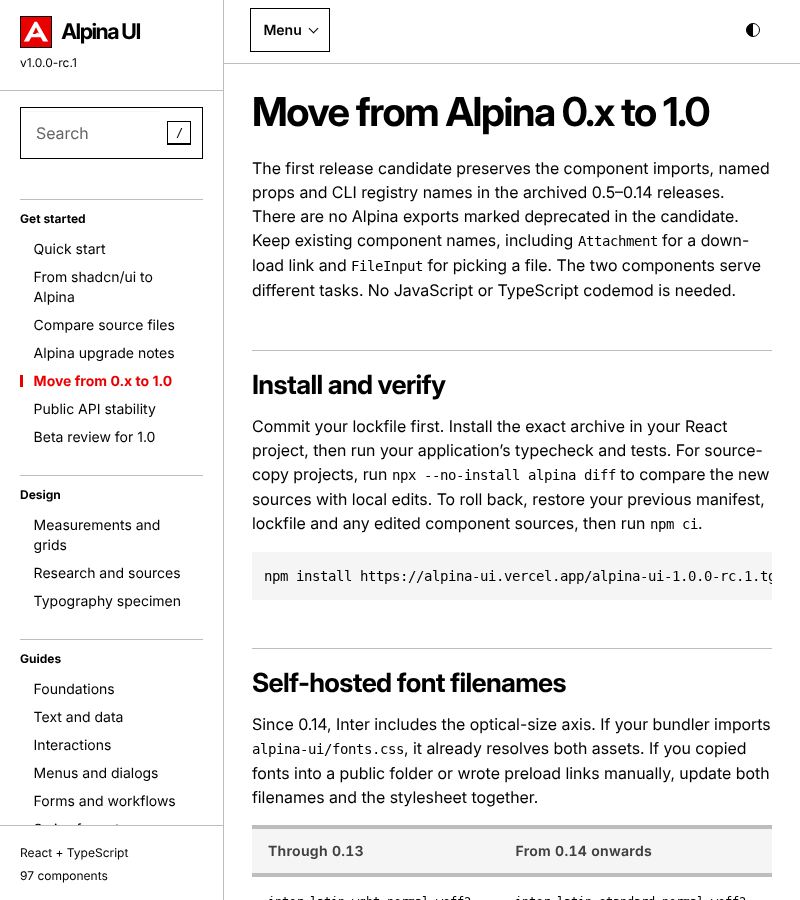 Alpina UI
v1.0.0-rc.1
Search
/
Get started
Quick start
From shadcn/ui to
Alpina
Compare source files
Alpina upgrade notes
Move from 0.x to 1.0
Public API stability
Beta review for 1.0
Design
Measurements and
grids
Research and sources
Typography specimen
Guides
Foundations
Text and data
Interactions
Menus and dialogs
Forms and workflows
React + TypeScript
97 components
Menu
Move from Alpina 0.x to 1.0
The first release candidate preserves the component imports, named
props and CLI registry names in the archived 0.5–0.14 releases.
There are no Alpina exports marked deprecated in the candidate.
Keep existing component names, including Attachment for a down-
load link and FileInput for picking a file. The two components serve
different tasks. No JavaScript or TypeScript codemod is needed.
Install and verify
Commit your lockfile first. Install the exact archive in your React
project, then run your application’s typecheck and tests. For source-
copy projects, run npx --no-install alpina diff to compare the new
sources with local edits. To roll back, restore your previous manifest,
lockfile and any edited component sources, then run npm ci.
npm install https://alpina-ui.vercel.app/alpina-ui-1.0.0-rc.1.tg
Self-hosted font filenames
Since 0.14, Inter includes the optical-size axis. If your bundler imports
alpina-ui/fonts.css, it already resolves both assets. If you copied
fonts into a public folder or wrote preload links manually, update both
filenames and the stylesheet together.
Through 0.13
From 0.14 onwards